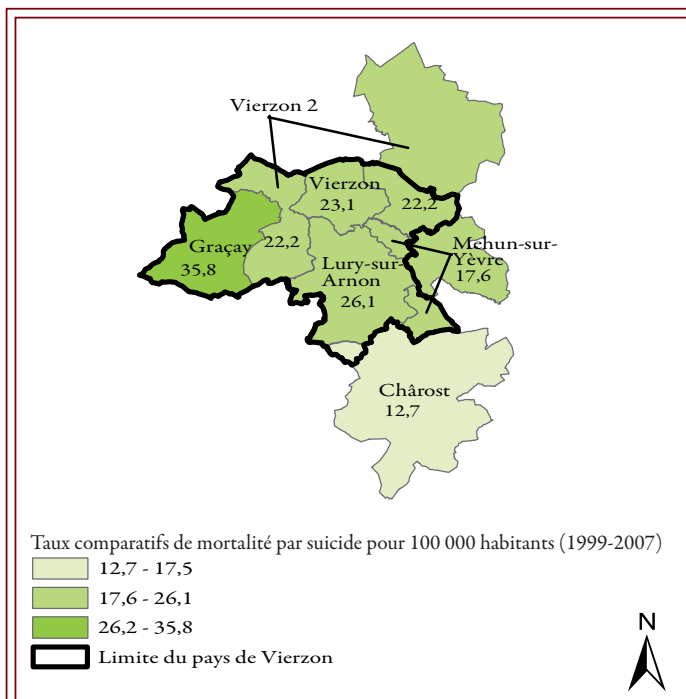 Vierzon 2
Vierzon
23,1
22,2
Graçay
35,8
22,2
Mehun-sur-
Yèvre
17,6
Lury-sur-
Arnon
26,1
Chârost
12,7
Taux comparatifs de mortalité par suicide pour 100 000 habitants (1999-2007)
12,7 - 17,5
17,6 - 26,1
26,2 - 35,8
Limite du pays de Vierzon
N